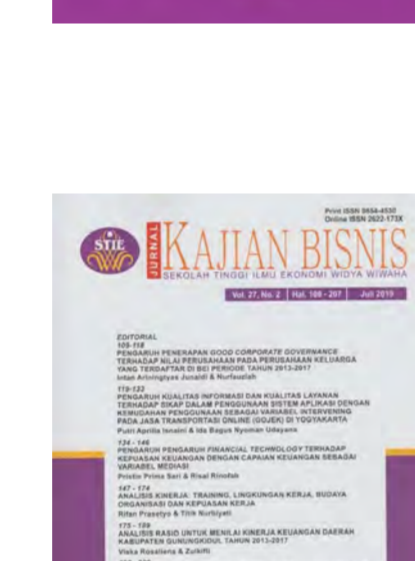 Print ISSN 0854-4530
Online ISSN 2622-173X
STIE
JURNAL
KAJIAN BISNIS
SEKOLAH TINGGI ILMU EKONOMI WIDYA WIWAHA
Vol. 27, No. 2 Hal. 109 - 207 Juli 2019
EDITORIAL
105-118
PENGARUH PENERAPAN GOOD CORPORATE GOVERNANCE
TERHADAP NILAI PERUSAHAAN PADA PERUSAHAAN KELUARGA
YANG TERDAFTAR DI BEI PERIODE TAHUN 2013-2017
Intan Ariningtyas Junaidi & Nurfauziah
119-133
PENGARUH KUALITAS INFORMASI DAN KUALITAS LAYANAN
TERHADAP SIKAP DALAM PENGGUNAAN SISTEM APLIKASI DENGAN
KEMUDAHAN PENGGUNAAN SEBAGAI VARIABEL INTERVENING
PADA JASA TRANSPORTASI ONLINE (GOJEK) DI YOGYAKARTA
Putri Aprilia Isnaini & Ida Bagus Nyoman Udayana
134 - 146
PENGARUH PENGARUH FINANCIAL TECHNOLOGY TERHADAP
KEPUASAN KEUANGAN DENGAN CAPAIAN KEUANGAN SEBAGAI
VARIABEL MEDIASI
Pristin Prima Sari & Risal Rinofah
147 - 174
ANALISIS KINERJA: TRAINING, LINGKUNGAN KERJA, BUDAYA
ORGANISASI DAN KEPUASAN KERJA
Rifan Prasetyo & Titik Nurbiyati
175 - 189
ANALISIS RASIO UNTUK MENILAI KINERJA KEUANGAN DAERAH
KABUPATEN GUNUNGKIDUL TAHUN 2013-2017
Viska Rosaliena & Zulkifli